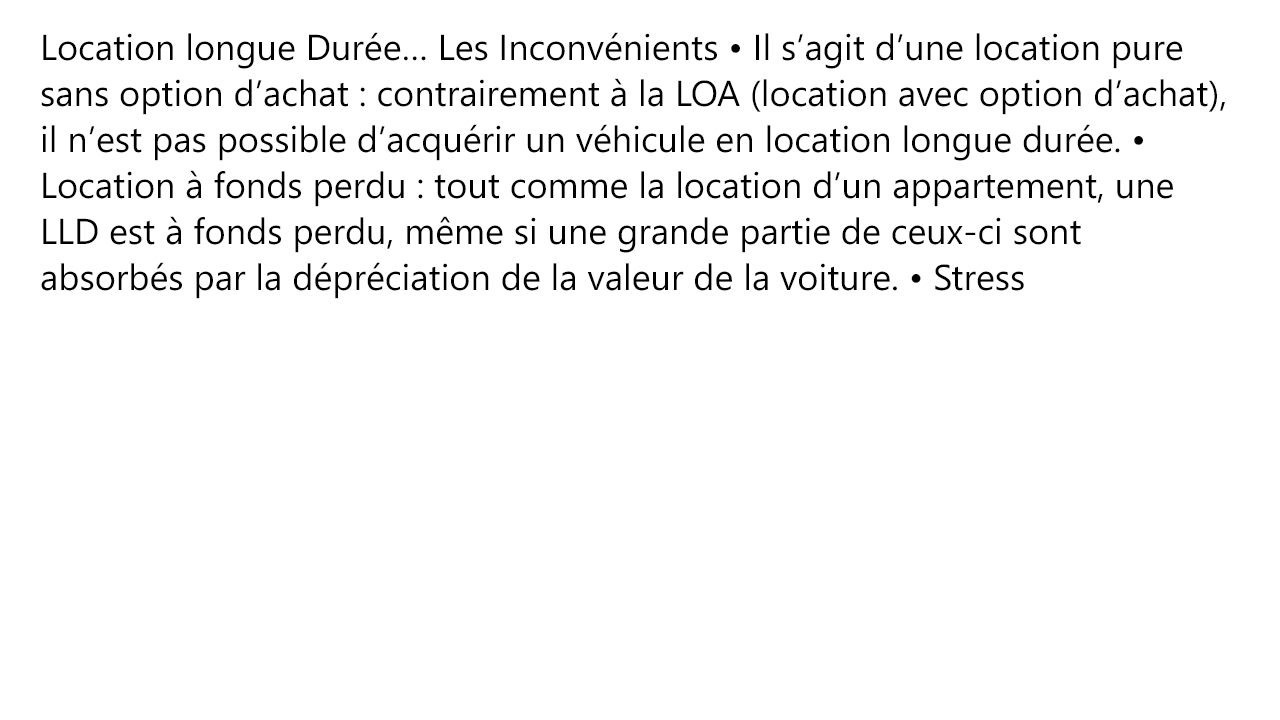 Location longue Durée… Les Inconvénients • Il s’agit d’une location pure
sans option d’achat : contrairement à la LOA (location avec option d’achat),
il n’est pas possible d’acquérir un véhicule en location longue durée. •
Location à fonds perdu : tout comme la location d’un appartement, une
LLD est à fonds perdu, même si une grande partie de ceux-ci sont
absorbés par la dépréciation de la valeur de la voiture. • Stress